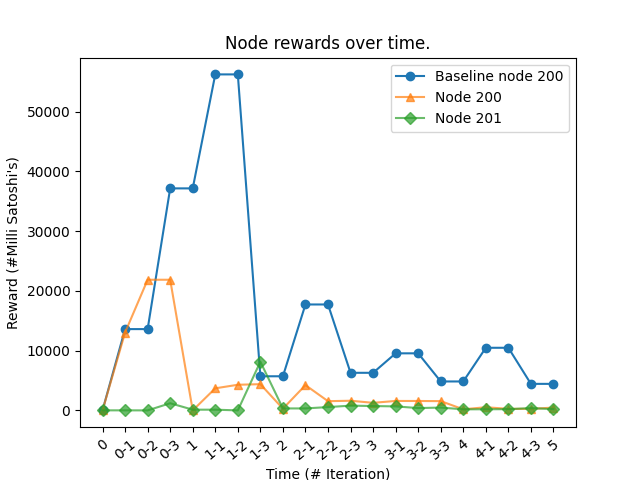 Node rewards over time.
Baseline node 200
Node 200
Node 201
Reward (#Milli Satoshi's)
50000
40000
30000
20000
10000
0
0 0-1 0-2 0-3 1 1-1 1-2 1-3 2 2-1 2-2 2-3 3 3-1 3-2 3-3 4 4-1 4-2 4-3 5
Time (# Iteration)